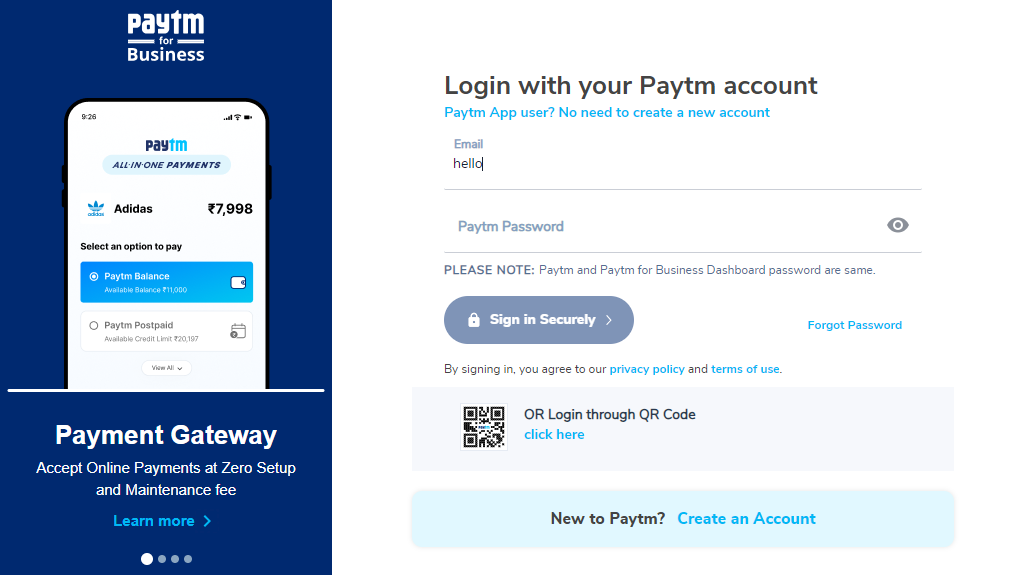 paytm
for
Business
9:26
paytm
ALL-IN-ONE PAYMENTS
adidas
Adidas
₹7,998
Select an option to pay
Paytm Balance
Available Balance ₹11,000
Paytm Postpaid
Available Credit Limit ₹20,197
View All
Payment Gateway
Accept Online Payments at Zero Setup
and Maintenance fee
Learn more
Login with your Paytm account
Paytm App user? No need to create a new account
Email
hello
Paytm Password
PLEASE NOTE: Paytm and Paytm for Business Dashboard password are same.
Sign in Securely
Forgot Password
By signing in, you agree to our privacy policy and terms of use.
OR Login through QR Code
click here
New to Paytm? Create an Account